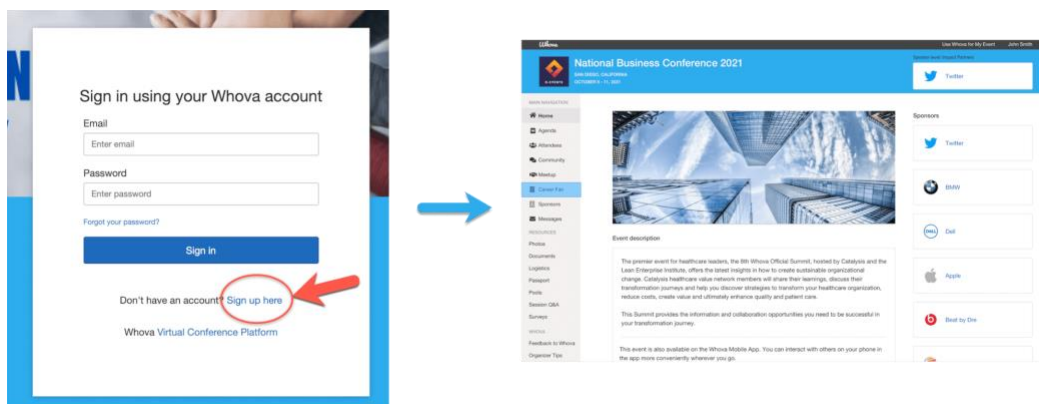 N
Sign in using your Whova account
Email
Enter email
Password
Enter password
Forgot your password?
Sign in
Don't have an account? Sign up here
Whova Virtual Conference Platform
Whova
Use Whova for My Event
John Smith
National Business Conference 2021
SAN DIEGO, CALIFORNIA
Twitter
MAIN NAVIGATION
Home
Agenda
Attendees
Community
Meetup
Career Fair
Sponsors
Messages
RESOURCES
Photos
Documents
Logistics
Passport
Polls
Session Q&A
Surveys
WHOVA
Feedback to Whova
Organizer Tips
Event description
The premier event for healthcare leaders, the 8th Whova Official Summit, hosted by Catalysis and the
Lean Enterprise Institute, offers the latest insights in how to create sustainable organizational
change. Catalysis healthcare value network members will share their learnings, discuss their
transformation journeys and help you discover strategies to transform your healthcare organization,
reduce costs, create value and ultimately enhance quality and patient care.
This Summit provides the information and collaboration opportunities you need to be successful in
your transformation journey.
This event is also available on the Whova Mobile App. You can interact with others on your phone in
the app more conveniently wherever you go.
Sponsors
Twitter
BMW
DELL
Dell
Apple
Beat by Dre